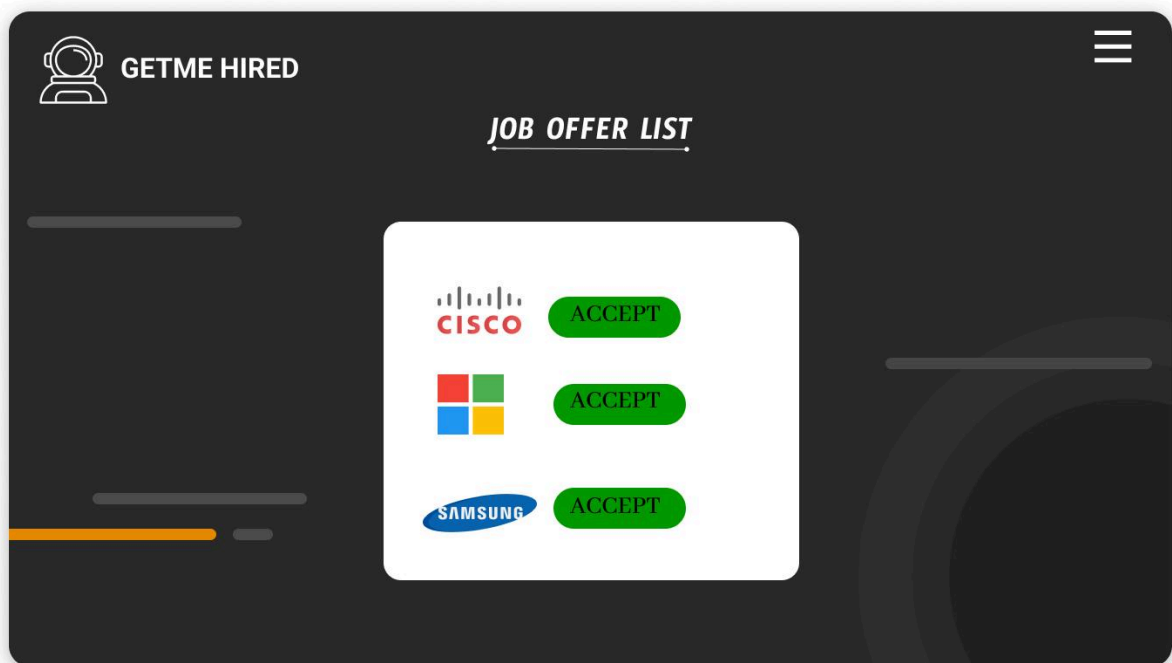 GETME HIRED
JOB OFFER LIST
CISCO
ACCEPT
ACCEPT
SAMSUNG
ACCEPT